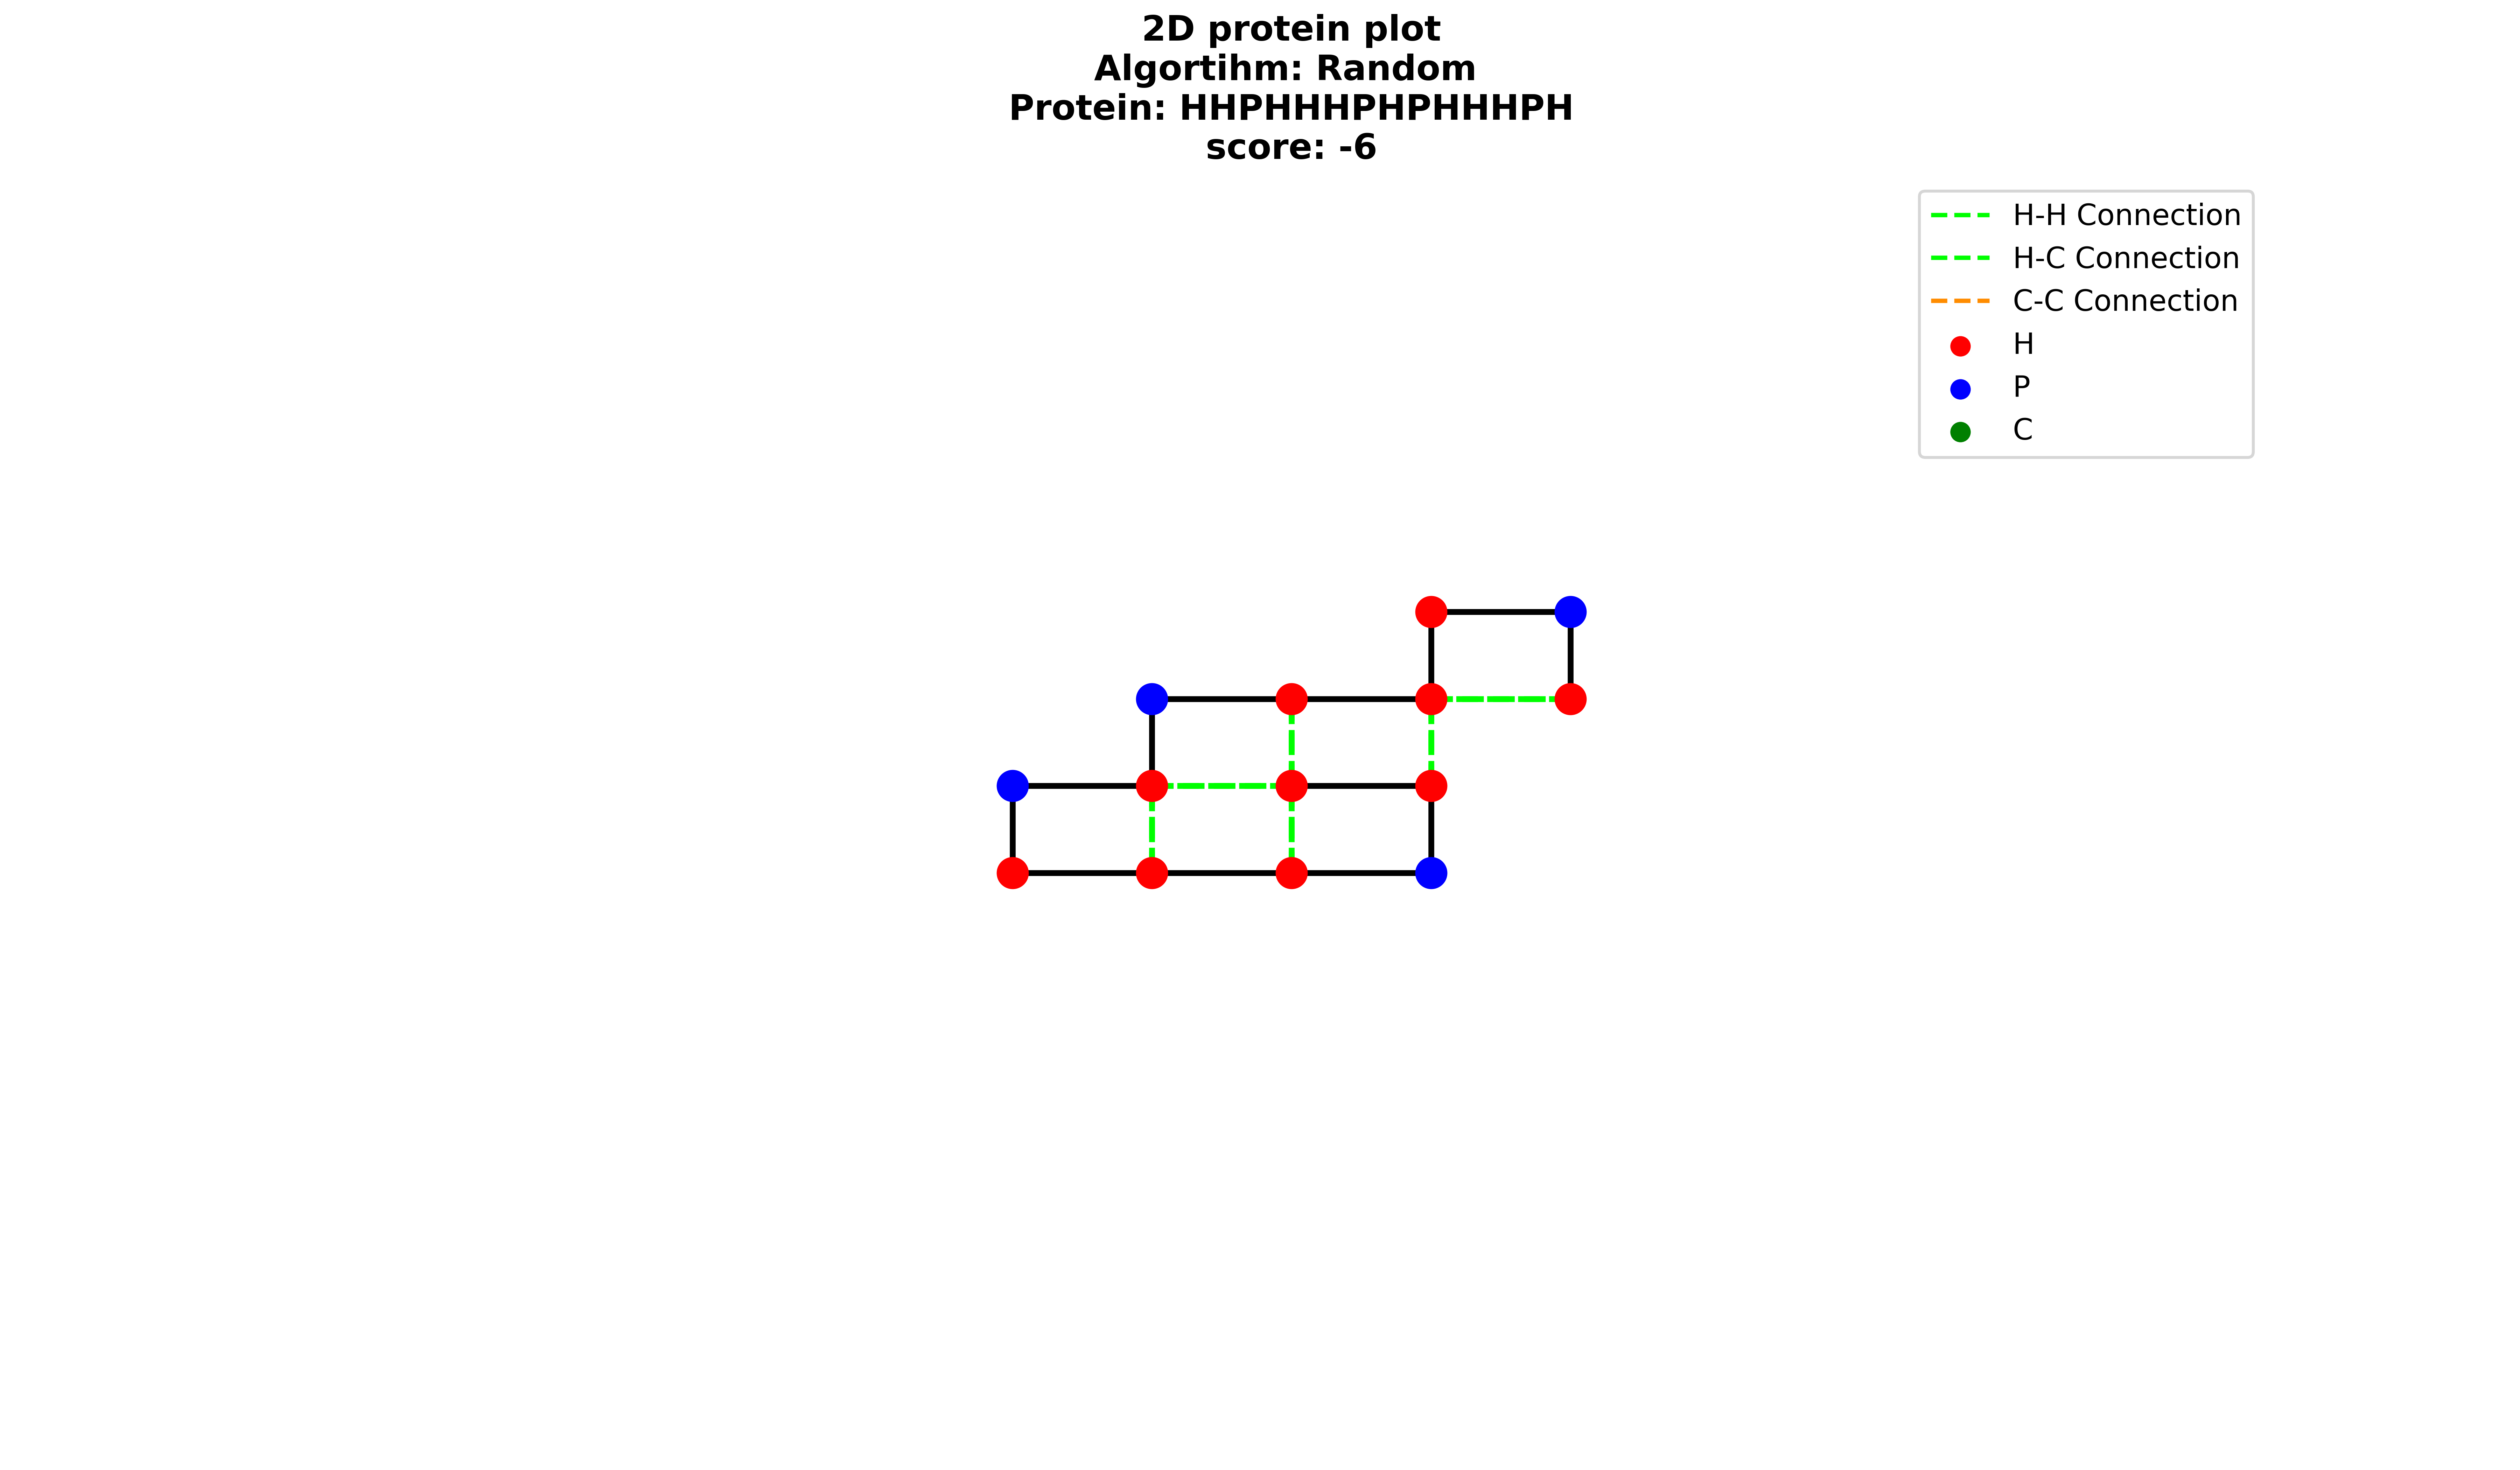 2D protein plot
Algortihm: Random
Protein: HHPHHHPHPHHHPH
score: -6
H-H Connection
H-C Connection
C-C Connection
H
P
C